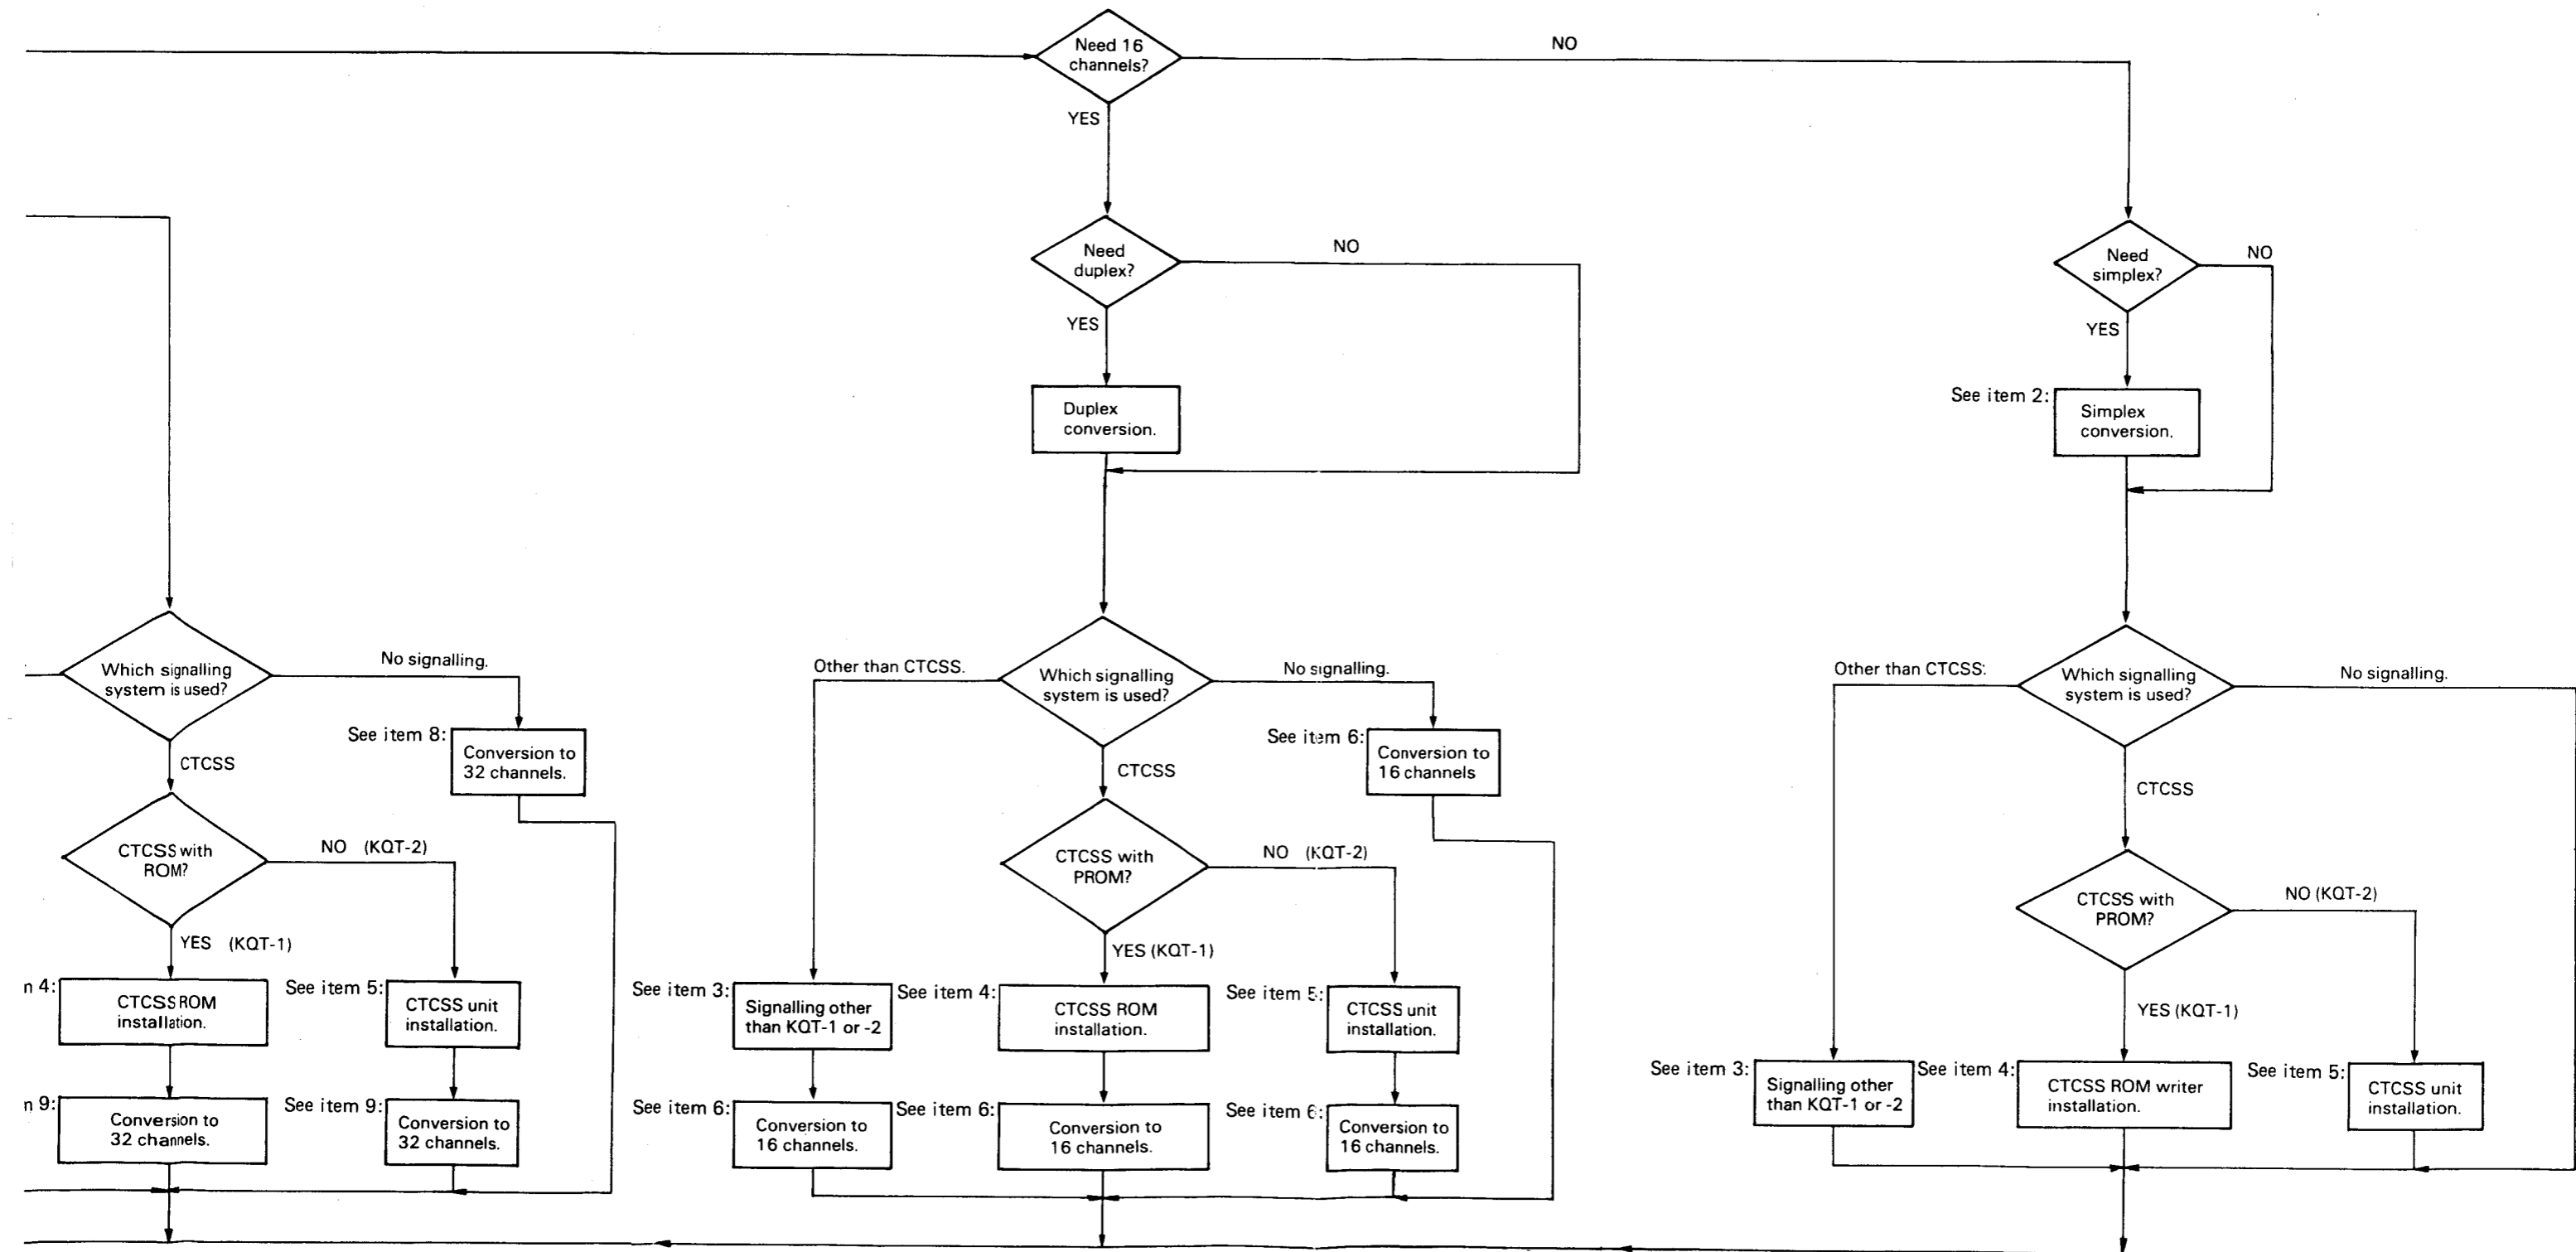 Need 16
channels?
NO
YES
Need
duplex?
NO
YES
Duplex
conversion.
Need
simplex?
NO
YES
See item 2:
Simplex
conversion.
Which signalling
system is used?
No signalling.
See item 8:
Conversion to
32 channels.
CTCSS
CTCSS with
ROM?
NO (KQT-2)
YES (KQT-1)
n 4:
CTCSS ROM
installation.
See item 5:
CTCSS unit
installation.
n 9:
Conversion to
32 channels.
See item 9:
Conversion to
32 channels.
Other than CTCSS.
Which signalling
system is used?
No signalling.
See item 6:
Conversion to
16 channels
CTCSS
CTCSS with
PROM?
NO (KQT-2)
YES (KQT-1)
See item 3:
Signalling other
than KQT-1 or -2
See item 4:
CTCSS ROM
installation.
See item 5:
CTCSS unit
installation.
See item 6:
Conversion to
16 channels.
See item 6:
Conversion to
16 channels.
See item 6:
Conversion to
16 channels.
Other than CTCSS:
Which signalling
system is used?
No signalling.
CTCSS
CTCSS with
PROM?
NO (KQT-2)
YES (KQT-1)
See item 3:
Signalling other
than KQT-1 or -2
See item 4:
CTCSS ROM writer
installation.
See item 5:
CTCSS unit
installation.